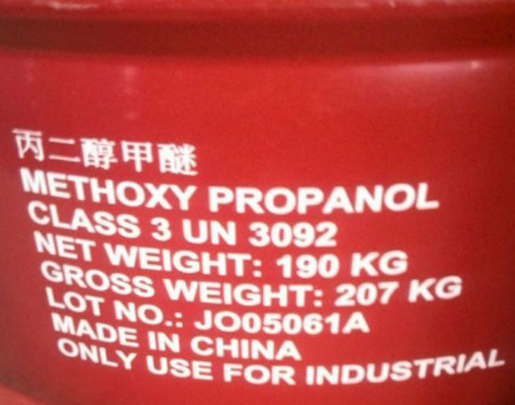 丙二醇甲醚
METHOXY PROPANOL
CLASS 3 UN 3092
NET WEIGHT: 190 KG
GROSS WEIGHT: 207 KG
LOT NO.: JO05061A
MADE IN CHINA
ONLY USE FOR INDUSTRIAL